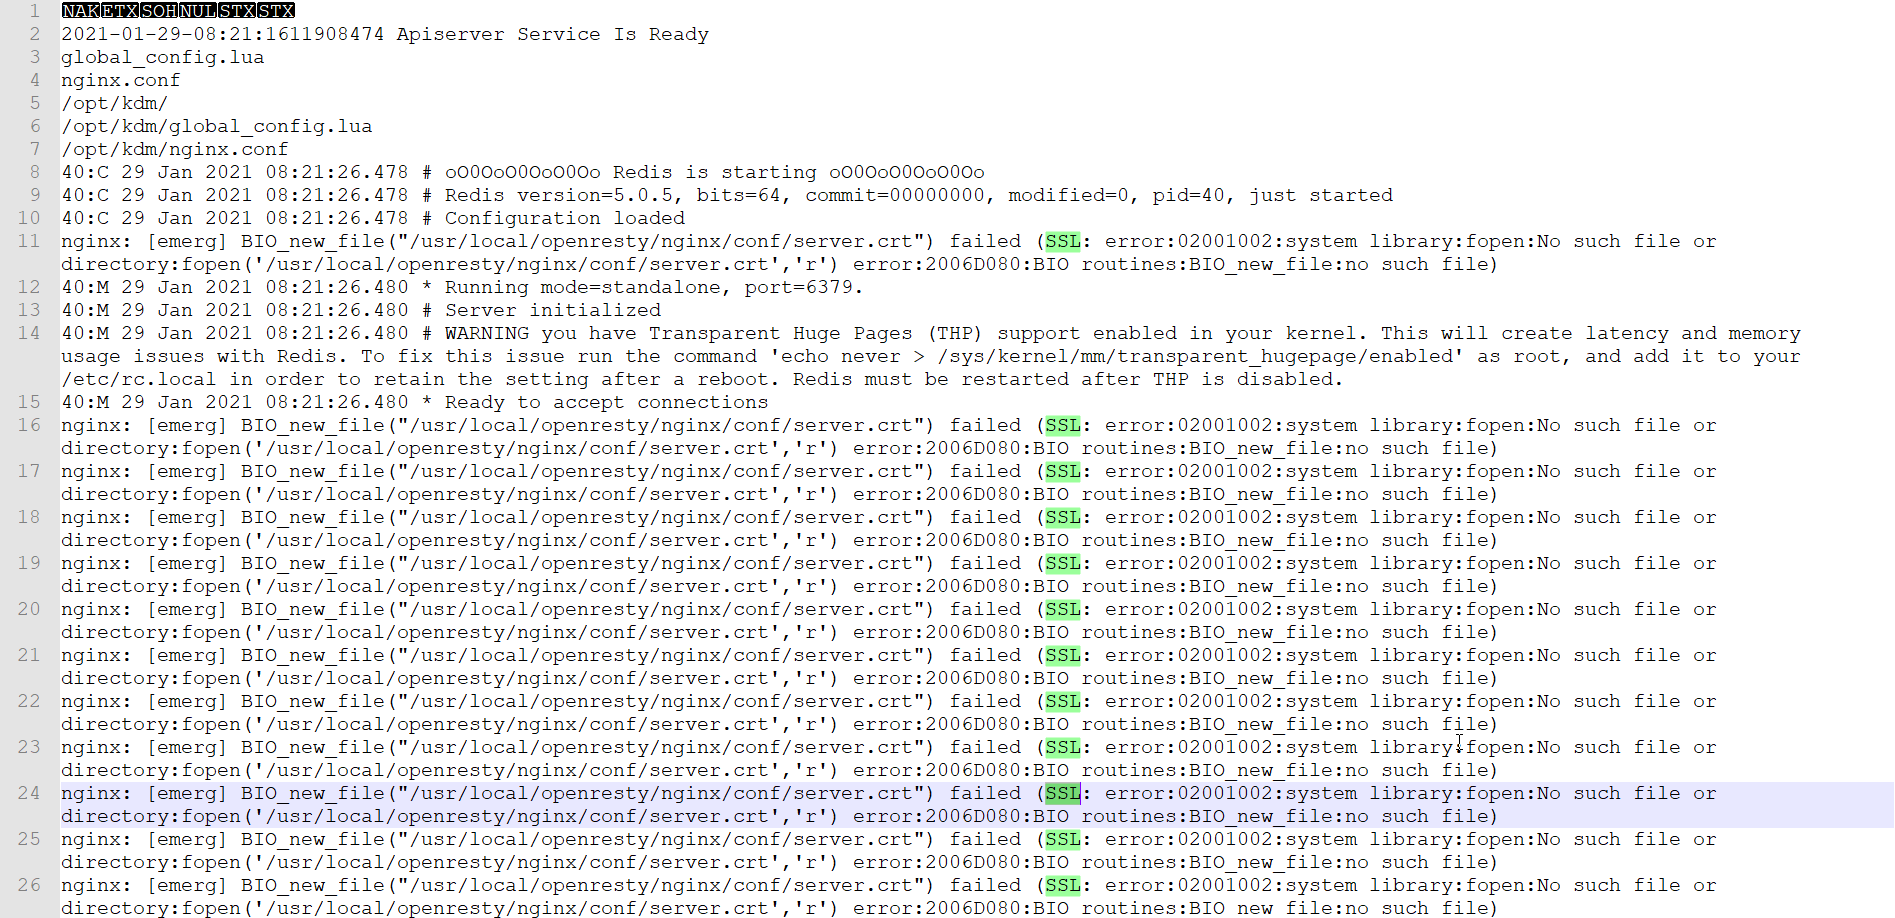 1 NAK ETX SOH NUL STX STX
2 2021-01-29-08:21:1611908474 Apiserver Service Is Ready
3 global_config.lua
4 nginx.conf
5 /opt/kdm/
6 /opt/kdm/global_config.lua
7 /opt/kdm/nginx.conf
8 40:C 29 Jan 2021 08:21:26.478 # oO0OoO0OoO0Oo Redis is starting oO0OoO0OoO0Oo
9 40:C 29 Jan 2021 08:21:26.478 # Redis version=5.0.5, bits=64, commit=00000000, modified=0, pid=40, just started
10 40:C 29 Jan 2021 08:21:26.478 # Configuration loaded
11 nginx: [emerg] BIO_new_file("/usr/local/openresty/nginx/conf/server.crt") failed (SSL: error:02001002:system library:fopen:No such file or
directory:fopen('/usr/local/openresty/nginx/conf/server.crt','r') error:2006D080:BIO routines:BIO_new_file:no such file)
12 40:M 29 Jan 2021 08:21:26.480 * Running mode=standalone, port=6379.
13 40:M 29 Jan 2021 08:21:26.480 # Server initialized
14 40:M 29 Jan 2021 08:21:26.480 # WARNING you have Transparent Huge Pages (THP) support enabled in your kernel. This will create latency and memory
usage issues with Redis. To fix this issue run the command 'echo never > /sys/kernel/mm/transparent_hugepage/enabled' as root, and add it to your
/etc/rc.local in order to retain the setting after a reboot. Redis must be restarted after THP is disabled.
15 40:M 29 Jan 2021 08:21:26.480 * Ready to accept connections
16 nginx: [emerg] BIO_new_file("/usr/local/openresty/nginx/conf/server.crt") failed (SSL: error:02001002:system library:fopen:No such file or
directory:fopen('/usr/local/openresty/nginx/conf/server.crt','r') error:2006D080:BIO routines:BIO_new_file:no such file)
17 nginx: [emerg] BIO_new_file("/usr/local/openresty/nginx/conf/server.crt") failed (SSL: error:02001002:system library:fopen:No such file or
directory:fopen('/usr/local/openresty/nginx/conf/server.crt','r') error:2006D080:BIO routines:BIO_new_file:no such file)
18 nginx: [emerg] BIO_new_file("/usr/local/openresty/nginx/conf/server.crt") failed (SSL: error:02001002:system library:fopen:No such file or
directory:fopen('/usr/local/openresty/nginx/conf/server.crt','r') error:2006D080:BIO routines:BIO_new_file:no such file)
19 nginx: [emerg] BIO_new_file("/usr/local/openresty/nginx/conf/server.crt") failed (SSL: error:02001002:system library:fopen:No such file or
directory:fopen('/usr/local/openresty/nginx/conf/server.crt','r') error:2006D080:BIO routines:BIO_new_file:no such file)
20 nginx: [emerg] BIO_new_file("/usr/local/openresty/nginx/conf/server.crt") failed (SSL: error:02001002:system library:fopen:No such file or
directory:fopen('/usr/local/openresty/nginx/conf/server.crt','r') error:2006D080:BIO routines:BIO_new_file:no such file)
21 nginx: [emerg] BIO_new_file("/usr/local/openresty/nginx/conf/server.crt") failed (SSL: error:02001002:system library:fopen:No such file or
directory:fopen('/usr/local/openresty/nginx/conf/server.crt','r') error:2006D080:BIO routines:BIO_new_file:no such file)
22 nginx: [emerg] BIO_new_file("/usr/local/openresty/nginx/conf/server.crt") failed (SSL: error:02001002:system library:fopen:No such file or
directory:fopen('/usr/local/openresty/nginx/conf/server.crt','r') error:2006D080:BIO routines:BIO_new_file:no such file)
23 nginx: [emerg] BIO_new_file("/usr/local/openresty/nginx/conf/server.crt") failed (SSL: error:02001002:system library:fopen:No such file or
directory:fopen('/usr/local/openresty/nginx/conf/server.crt','r') error:2006D080:BIO routines:BIO_new_file:no such file)
24 nginx: [emerg] BIO_new_file("/usr/local/openresty/nginx/conf/server.crt") failed (SSL: error:02001002:system library:fopen:No such file or
directory:fopen('/usr/local/openresty/nginx/conf/server.crt','r') error:2006D080:BIO routines:BIO_new_file:no such file)
25 nginx: [emerg] BIO_new_file("/usr/local/openresty/nginx/conf/server.crt") failed (SSL: error:02001002:system library:fopen:No such file or
directory:fopen('/usr/local/openresty/nginx/conf/server.crt','r') error:2006D080:BIO routines:BIO_new_file:no such file)
26 nginx: [emerg] BIO_new_file("/usr/local/openresty/nginx/conf/server.crt") failed (SSL: error:02001002:system library:fopen:No such file or
directory:fopen('/usr/local/openresty/nginx/conf/server.crt','r') error:2006D080:BIO routines:BIO_new_file:no such file)